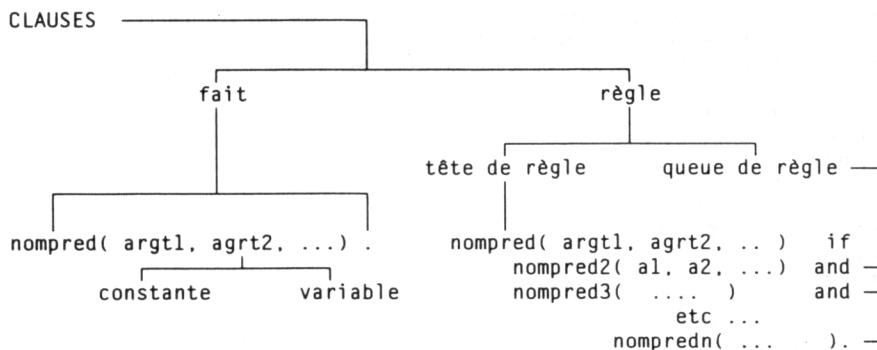 CLAUSES
fait règle
tête de règle queue de règle
nompred( argt1, agrt2, ...) . nompred( argt1, agrt2, .. ) if
nompred2( a1, a2, ...) and
constante variable nompred3( .... ) and
etc ...
nompredn( ... ).